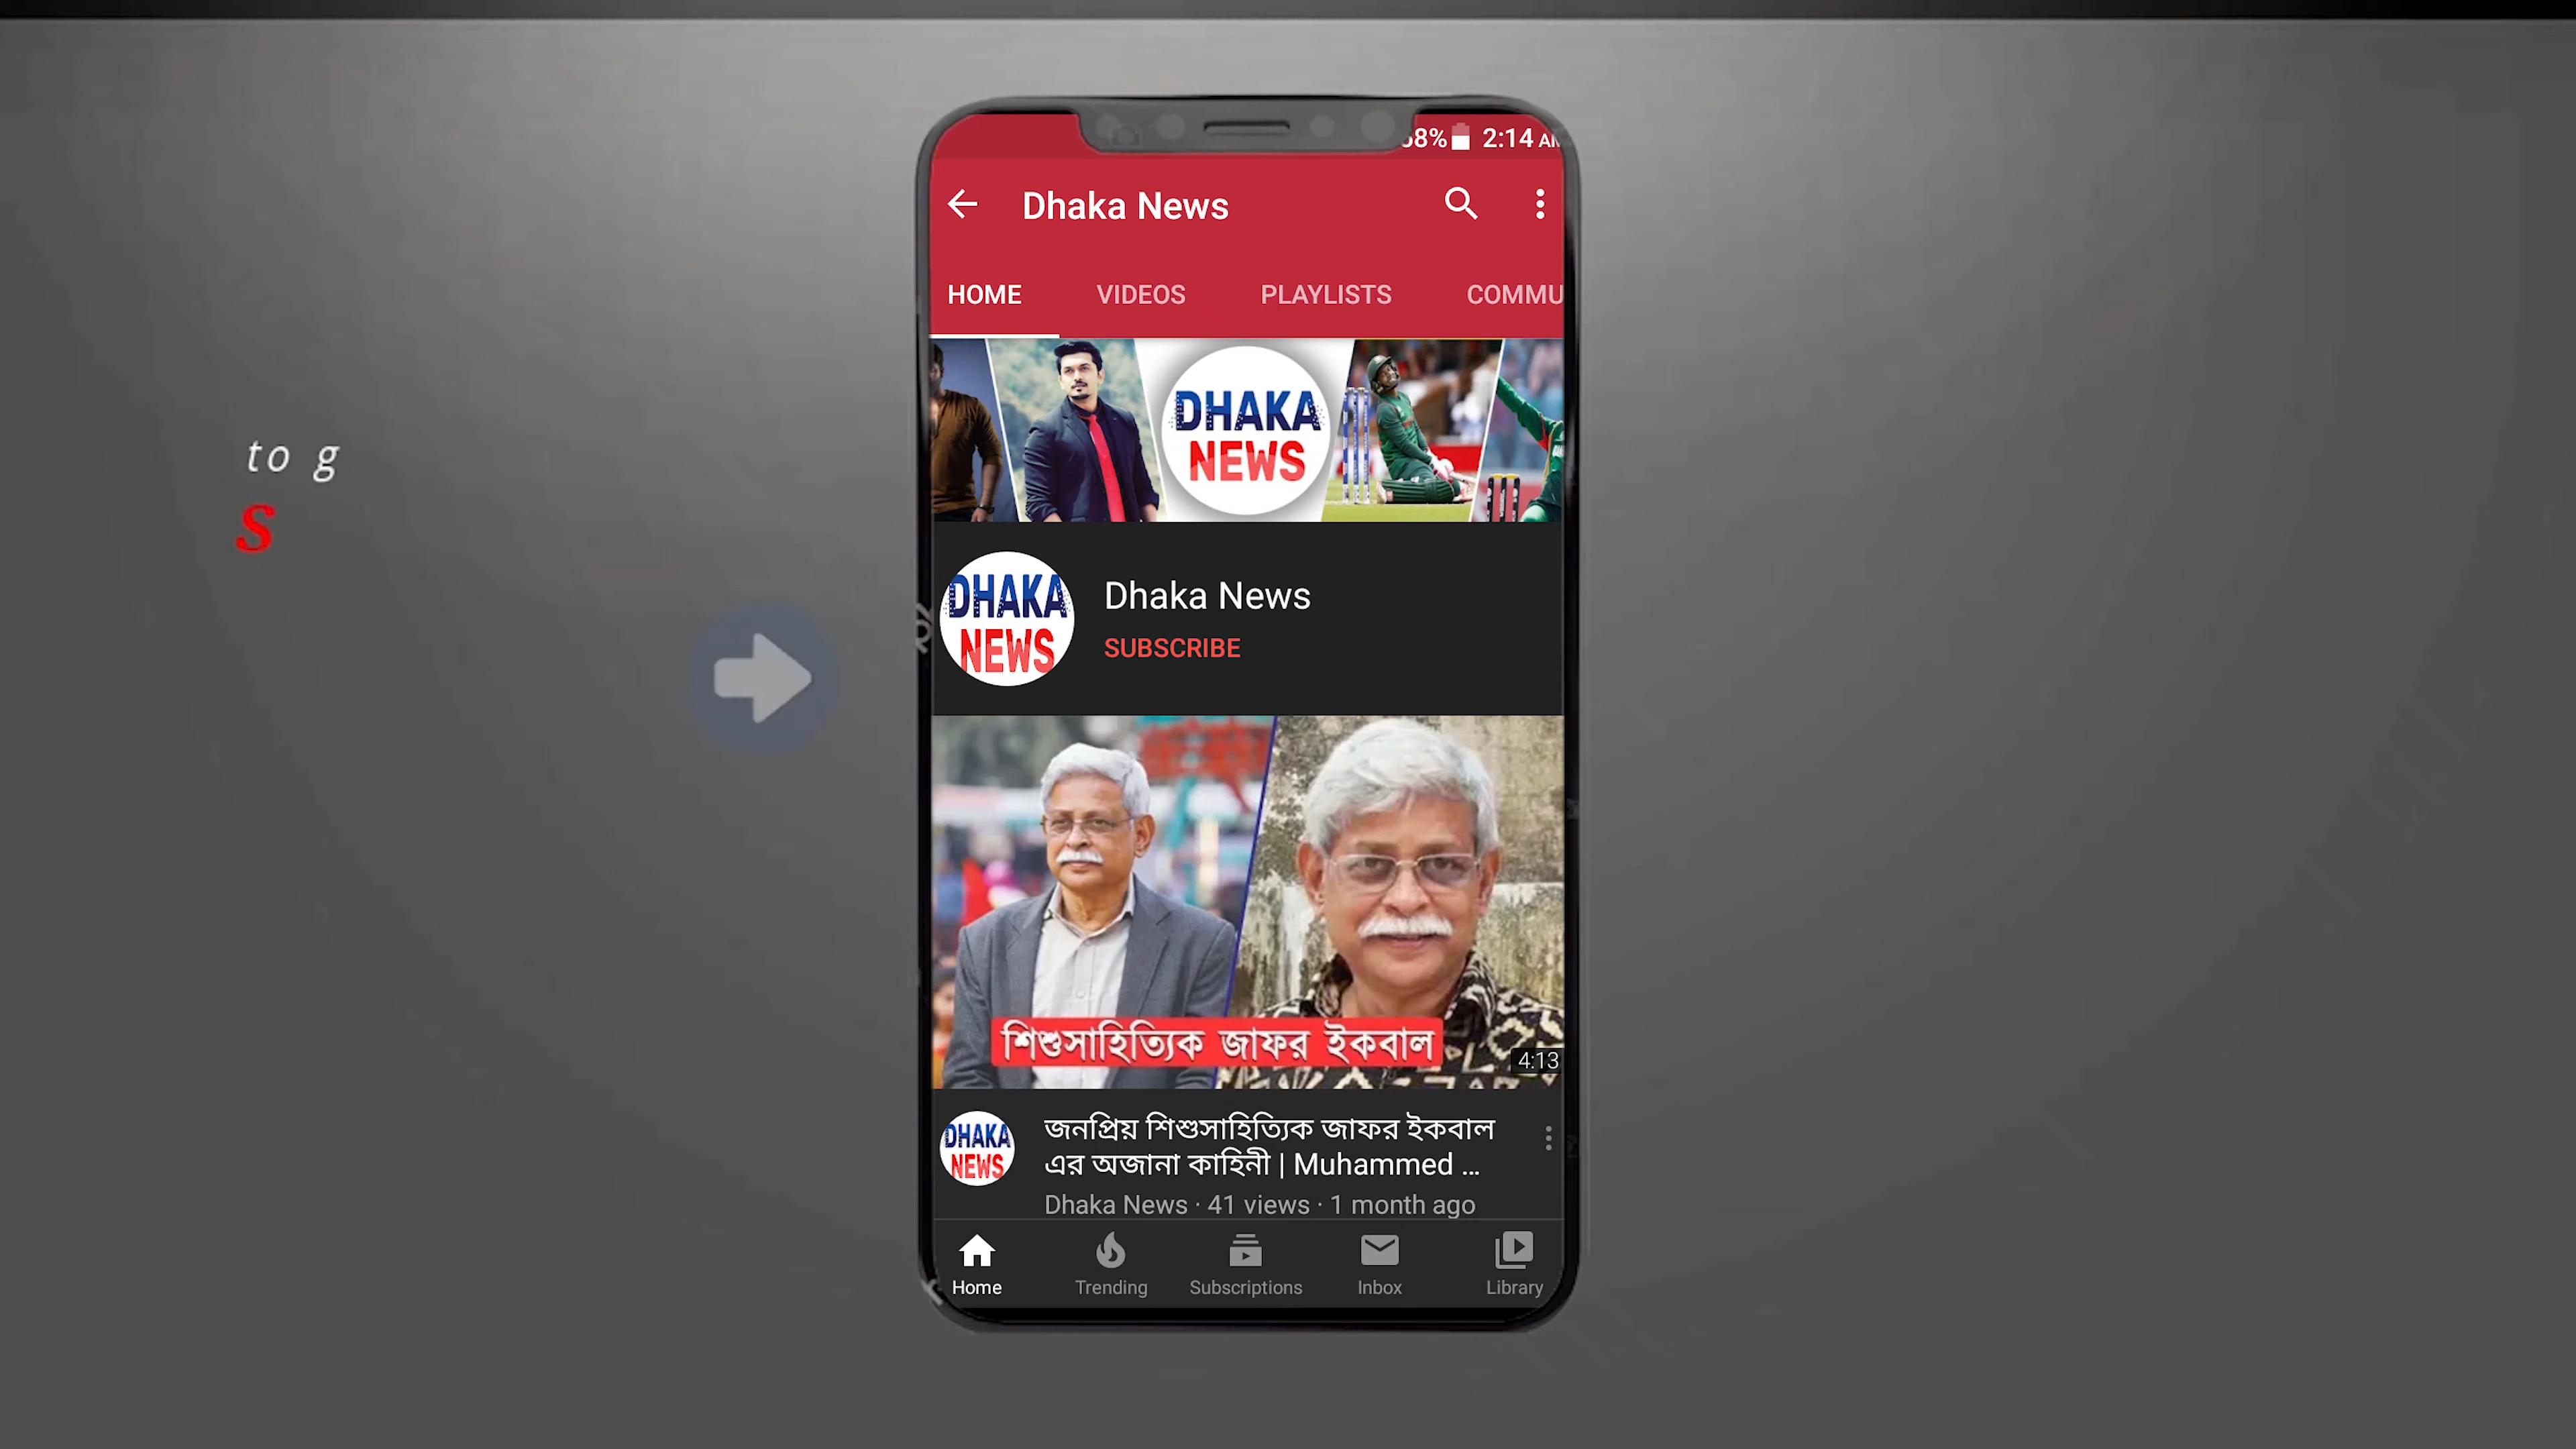 68% 2:14 AM
Dhaka News
HOME VIDEOS PLAYLISTS COMMU
DHAKA
NEWS
to g
S
DHAKA
NEWS
Dhaka News
SUBSCRIBE
শিশুসাহিত্যিক জাফর ইকবাল
4:13
DHAKA
NEWS
জনপ্রিয় শিশুসাহিত্যিক জাফর ইকবাল
এর অজানা কাহিনী | Muhammed ...
Dhaka News · 41 views · 1 month ago
Home Trending Subscriptions Inbox Library